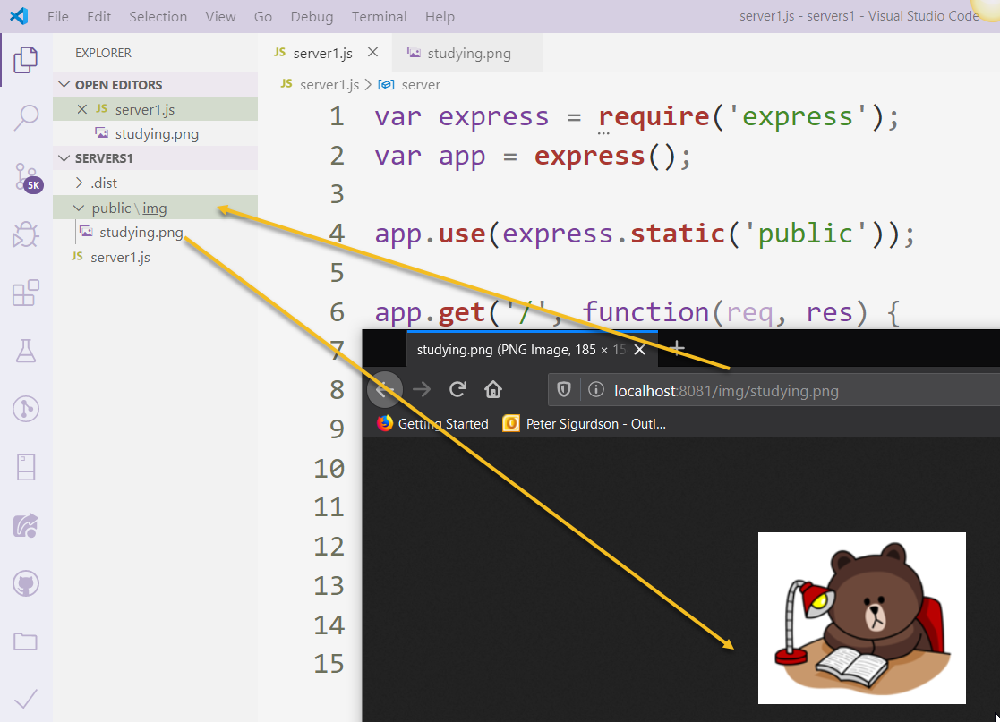 File Edit Selection View Go Debug Terminal Help
server1.js - servers1 - Visual Studio Code
EXPLORER
OPEN EDITORS
JS server1.js
studying.png
SERVERS1
.dist
public \ img
studying.png
JS server1.js
5K
JS server1.js
studying.png
JS server1.js > server
1 var express = require('express');
2 var app = express();
3
4 app.use(express.static('public'));
5
6 app.get('/', function(req, res) {
7
8
9
10
11
12
13
14
15
studying.png (PNG Image, 185 × 15
localhost:8081/img/studying.png
Getting Started
Peter Sigurdson - Outl...